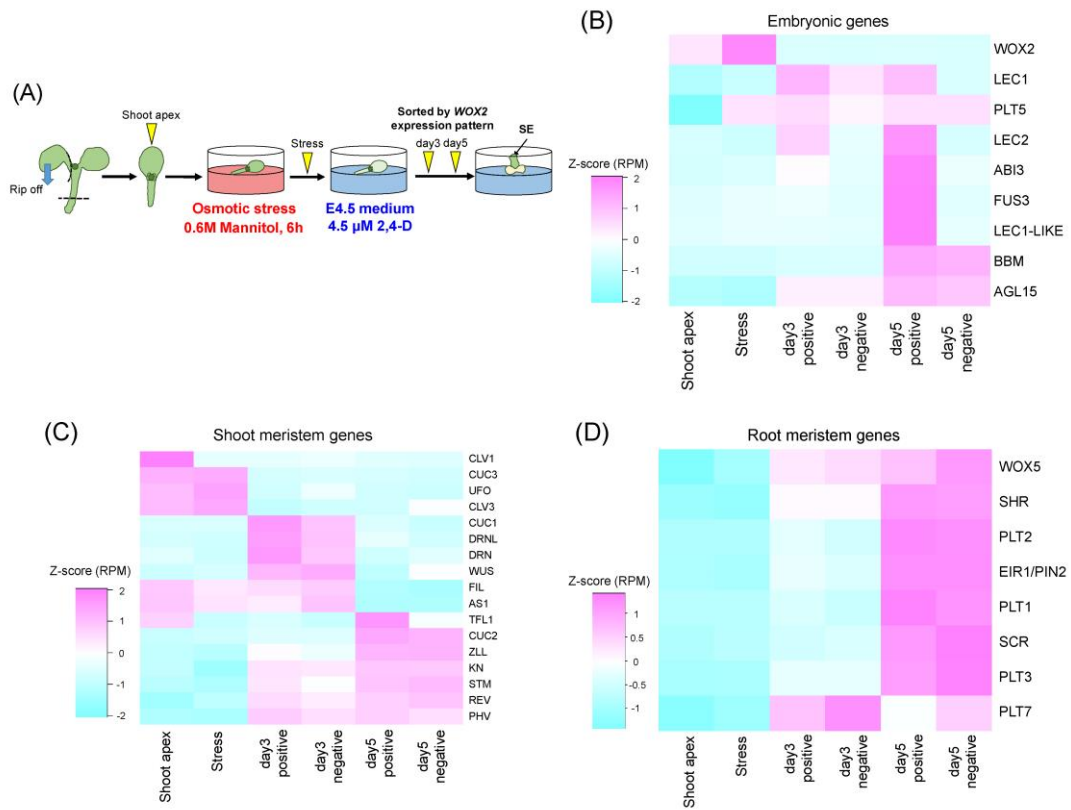 (A)
Shoot apex
Rip off
Stress
Sorted by WOX2
expression pattern
day3 day5
SE
Osmotic stress
0.6M Mannitol, 6h
E4.5 medium
4.5 µM 2,4-D
(B)
Embryonic genes
WOX2
LEC1
PLT5
LEC2
ABI3
FUS3
LEC1-LIKE
BBM
AGL15
Z-score (RPM)
2
1
0
-1
-2
Shoot apex
Stress
day3
positive
day3
negative
day5
positive
day5
negative
(C)
Shoot meristem genes
CLV1
CUC3
UFO
CLV3
CUC1
DRNL
DRN
WUS
FIL
AS1
TFL1
CUC2
ZLL
KN
STM
REV
PHV
Z-score (RPM)
2
1
0
-1
-2
Shoot apex
Stress
day3
positive
day3
negative
day5
positive
day5
negative
(D)
Root meristem genes
WOX5
SHR
PLT2
EIR1/PIN2
PLT1
SCR
PLT3
PLT7
Z-score (RPM)
1
0.5
0
-0.5
-1
Shoot apex
Stress
day3
positive
day3
negative
day5
positive
day5
negative